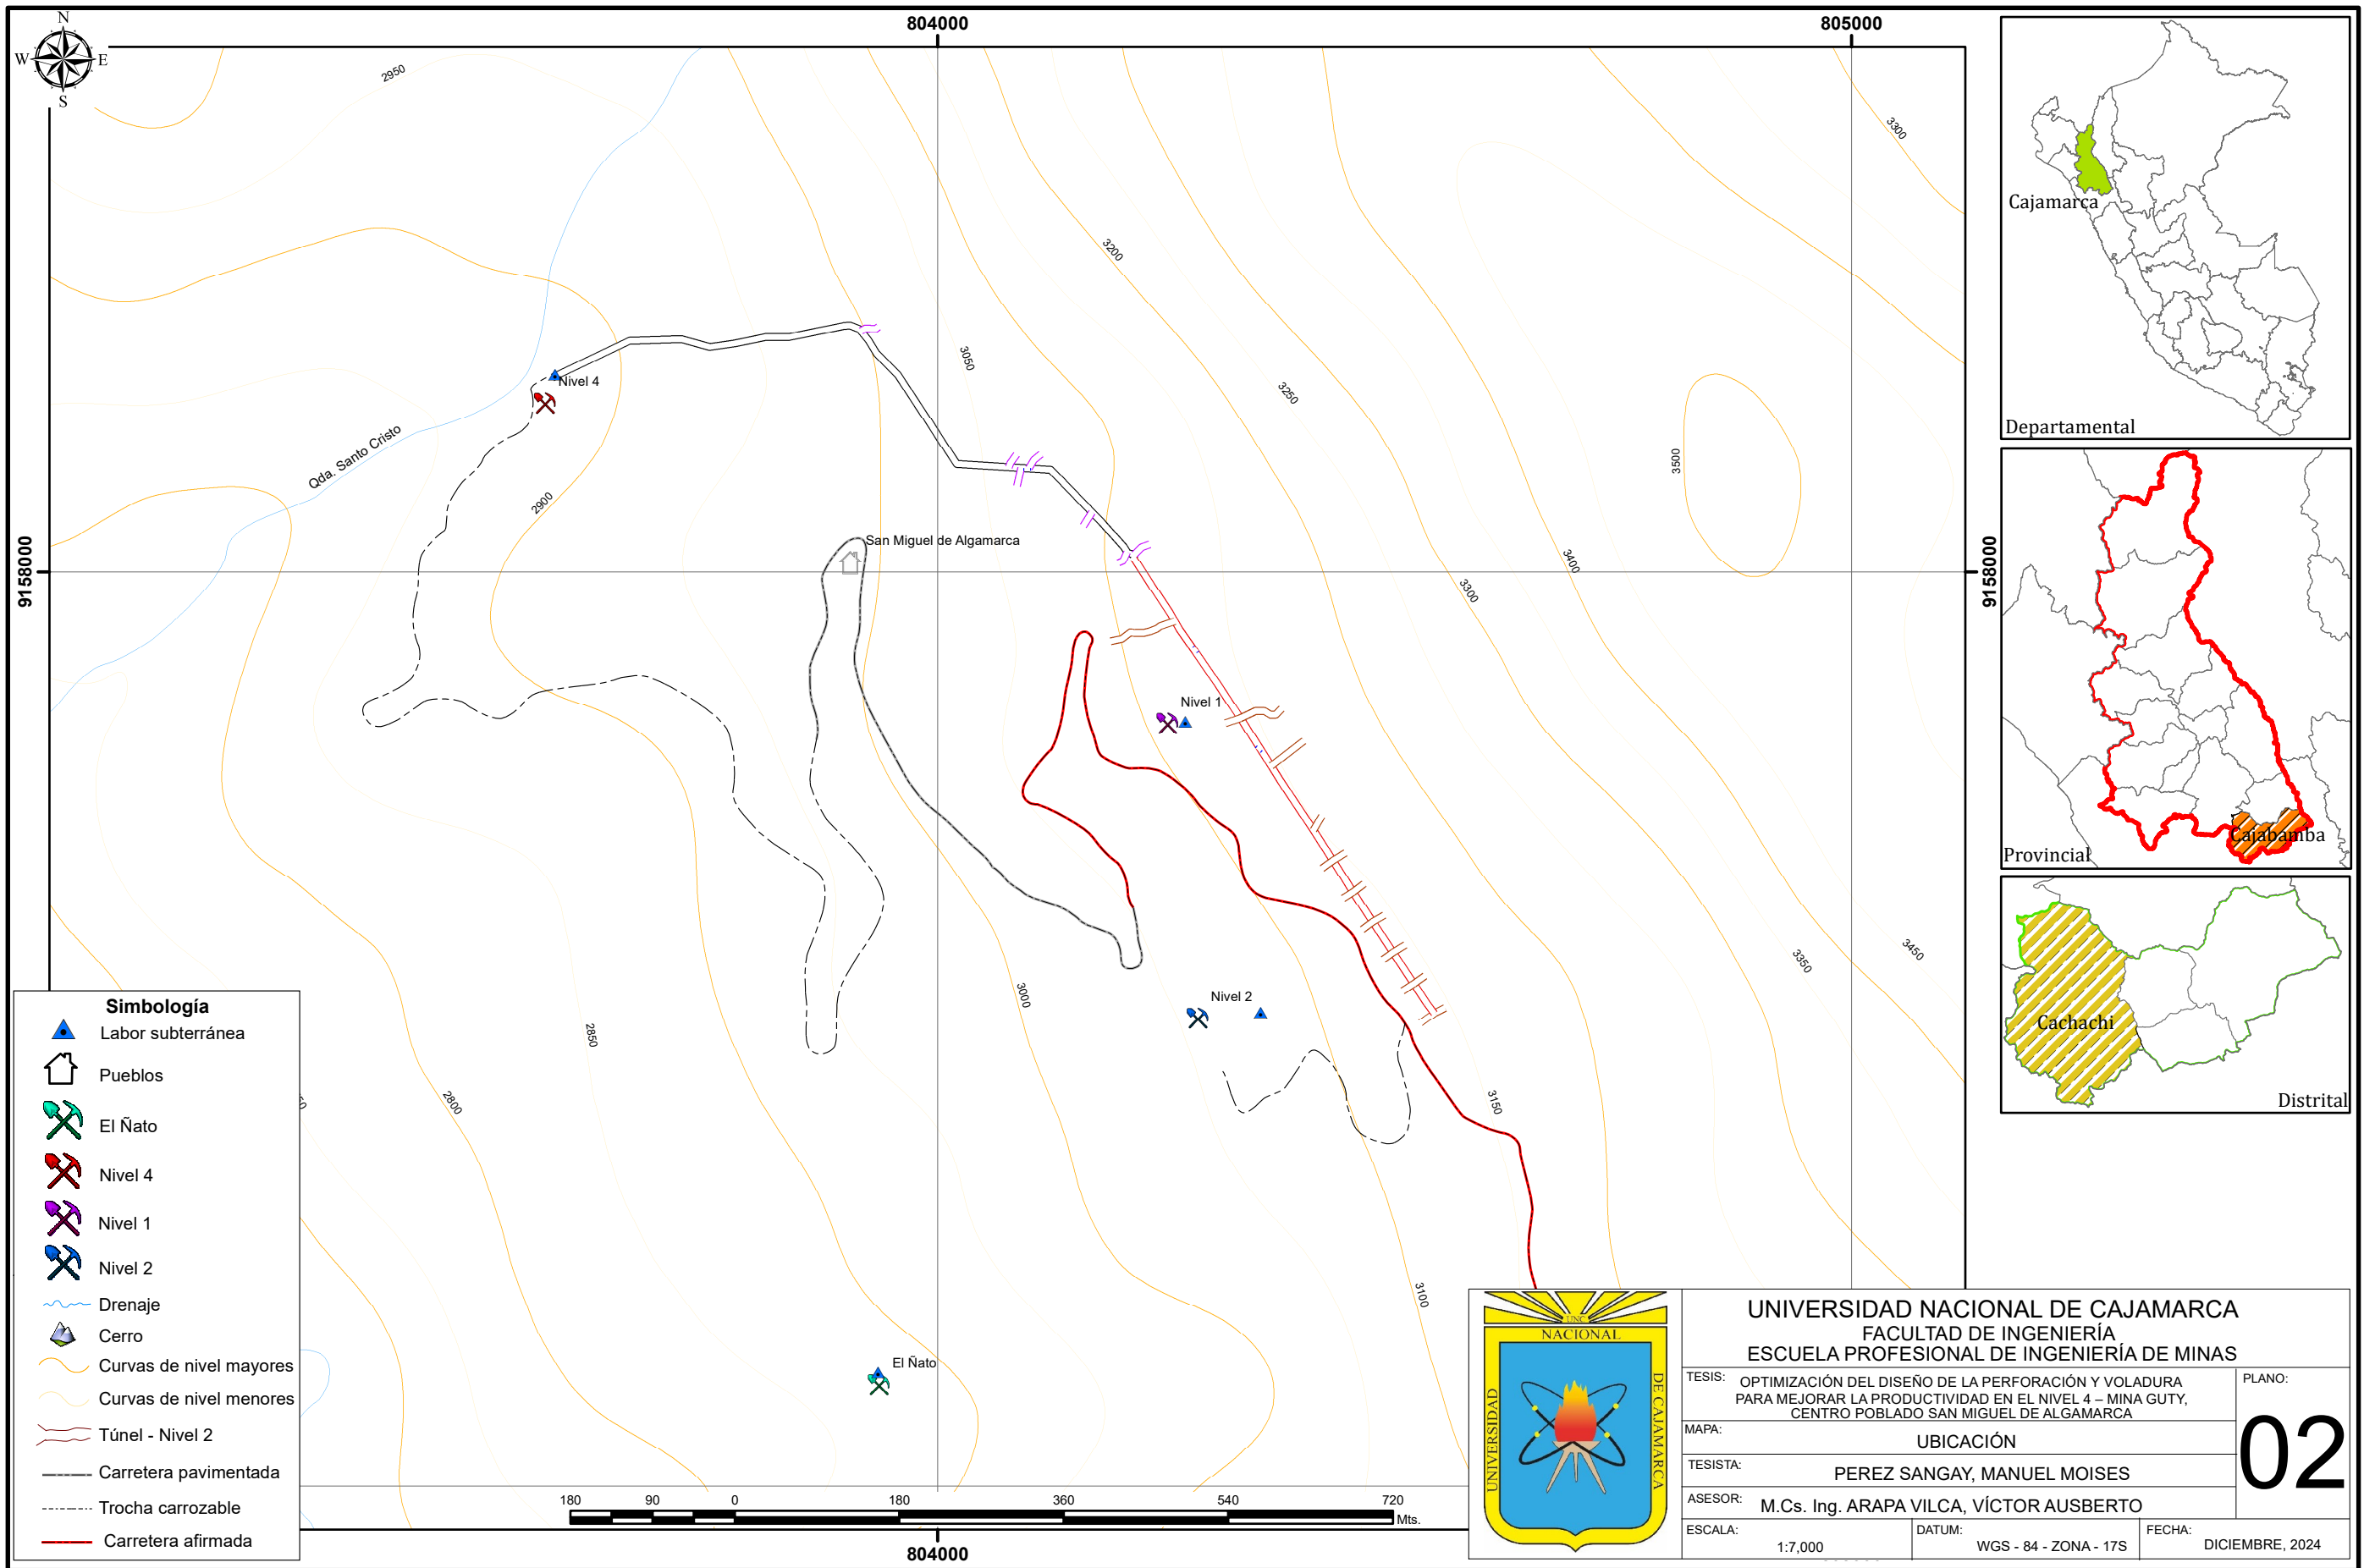 N
W
E
S
804000
805000
2950
3300
3200
3050
3250
Nivel 4
Qda. Santo Cristo
2900
3500
San Miguel de Algamarca
3400
3300
9158000
9158000
Nivel 1
3450
3350
Nivel 2
3000
2850
2800
3150
3100
El Ñato
Simbología
Labor subterránea
Pueblos
El Ñato
Nivel 4
Nivel 1
Nivel 2
Drenaje
Cerro
Curvas de nivel mayores
Curvas de nivel menores
Túnel - Nivel 2
Carretera pavimentada
Trocha carrozable
Carretera afirmada
180 90 0 180 360 540 720
Mts.
804000
Cajamarca
Departamental
Cajabamba
Provincial
Cachachi
Distrital
UNC
NACIONAL
UNIVERSIDAD
DE CAJAMARCA
UNIVERSIDAD NACIONAL DE CAJAMARCA
FACULTAD DE INGENIERÍA
ESCUELA PROFESIONAL DE INGENIERÍA DE MINAS
TESIS: OPTIMIZACIÓN DEL DISEÑO DE LA PERFORACIÓN Y VOLADURA
PARA MEJORAR LA PRODUCTIVIDAD EN EL NIVEL 4 – MINA GUTY,
CENTRO POBLADO SAN MIGUEL DE ALGAMARCA
PLANO:
02
MAPA:
UBICACIÓN
TESISTA:
PEREZ SANGAY, MANUEL MOISES
ASESOR: M.Cs. Ing. ARAPA VILCA, VÍCTOR AUSBERTO
ESCALA:
1:7,000
DATUM:
WGS - 84 - ZONA - 17S
FECHA:
DICIEMBRE, 2024